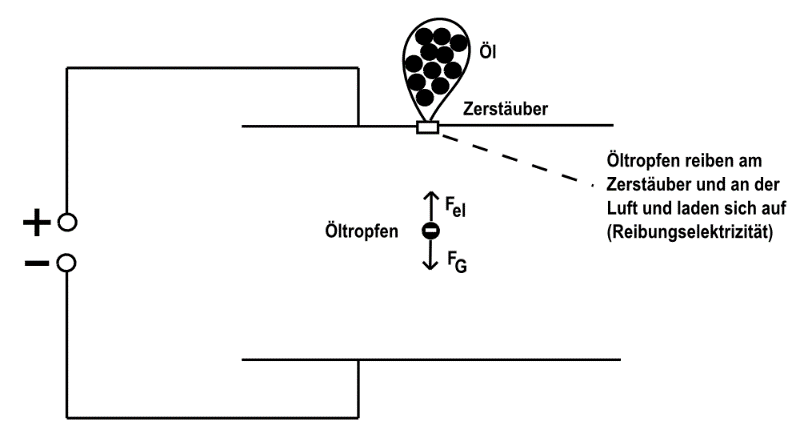 Öl
Zerstäuber
Öltropfen reiben am
Zerstäuber und an der
Luft und laden sich auf
(Reibungselektrizität)
+
Fel
Öltropfen
−
FG
−